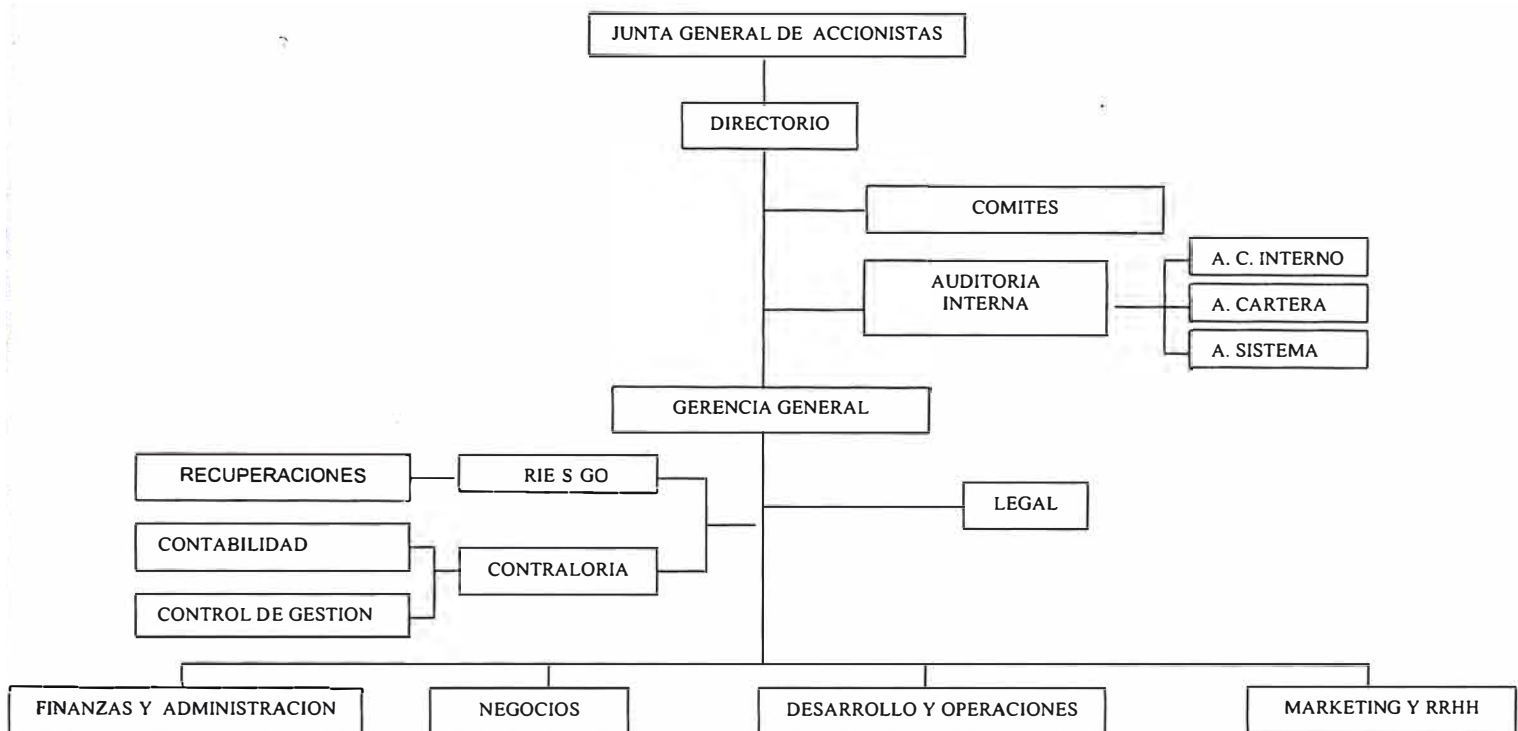 JUNTA GENERAL DE ACCIONISTAS
DIRECTORIO
COMITES
AUDITORIA
INTERNA
A. C. INTERNO
A. CARTERA
A. SISTEMA
GERENCIA GENERAL
RECUPERACIONES
RIE S GO
LEGAL
CONTABILIDAD
CONTRALORIA
CONTROL DE GESTION
FINANZAS Y ADMINISTRACION
NEGOCIOS
DESARROLLO Y OPERACIONES
MARKETING Y RRHH